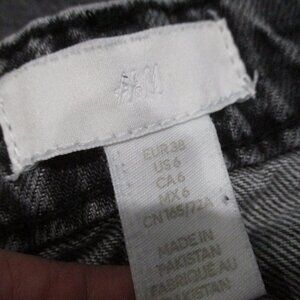 H&M
EUR 38
US 6
CA 6
MX 6
CN 165/72A
MADE IN
PAKISTAN
FABRIQUÉ AU
PAKISTAN